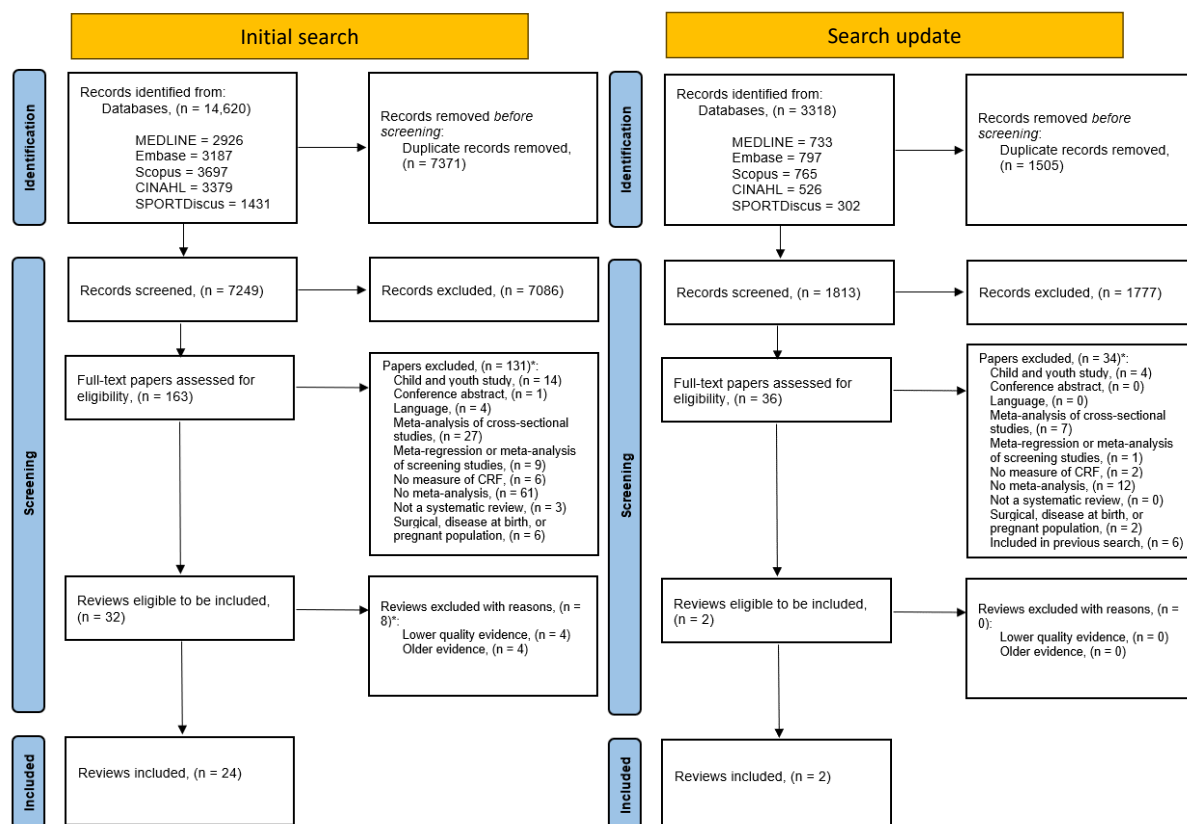 Initial search
Identification
Records identified from:
Databases, (n = 14,620)
MEDLINE = 2926
Embase = 3187
Scopus = 3697
CINAHL = 3379
SPORTDiscus = 1431
Records removed before
screening:
Duplicate records removed,
(n = 7371)
Screening
Records screened, (n = 7249)
Records excluded, (n = 7086)
Full-text papers assessed for
eligibility, (n = 163)
Papers excluded, (n = 131)*:
Child and youth study, (n = 14)
Conference abstract, (n = 1)
Language, (n = 4)
Meta-analysis of cross-sectional
studies, (n = 27)
Meta-regression or meta-analysis
of screening studies, (n = 9)
No measure of CRF, (n = 6)
No meta-analysis, (n = 61)
Not a systematic review, (n = 3)
Surgical, disease at birth, or
pregnant population, (n = 6)
Reviews eligible to be included,
(n = 32)
Reviews excluded with reasons, (n =
8)*:
Lower quality evidence, (n = 4)
Older evidence, (n = 4)
Included
Reviews included, (n = 24)
Search update
Identification
Records identified from:
Databases, (n = 3318)
MEDLINE = 733
Embase = 797
Scopus = 765
CINAHL = 526
SPORTDiscus = 302
Records removed before
screening:
Duplicate records removed,
(n = 1505)
Screening
Records screened, (n = 1813)
Records excluded, (n = 1777)
Full-text papers assessed for
eligibility, (n = 36)
Papers excluded, (n = 34)*:
Child and youth study, (n = 4)
Conference abstract, (n = 0)
Language, (n = 0)
Meta-analysis of cross-sectional
studies, (n = 7)
Meta-regression or meta-analysis
of screening studies, (n = 1)
No measure of CRF, (n = 2)
No meta-analysis, (n = 12)
Not a systematic review, (n = 0)
Surgical, disease at birth, or
pregnant population, (n = 2)
Included in previous search, (n = 6)
Reviews eligible to be included,
(n = 2)
Reviews excluded with reasons, (n =
0):
Lower quality evidence, (n = 0)
Older evidence, (n = 0)
Included
Reviews included, (n = 2)